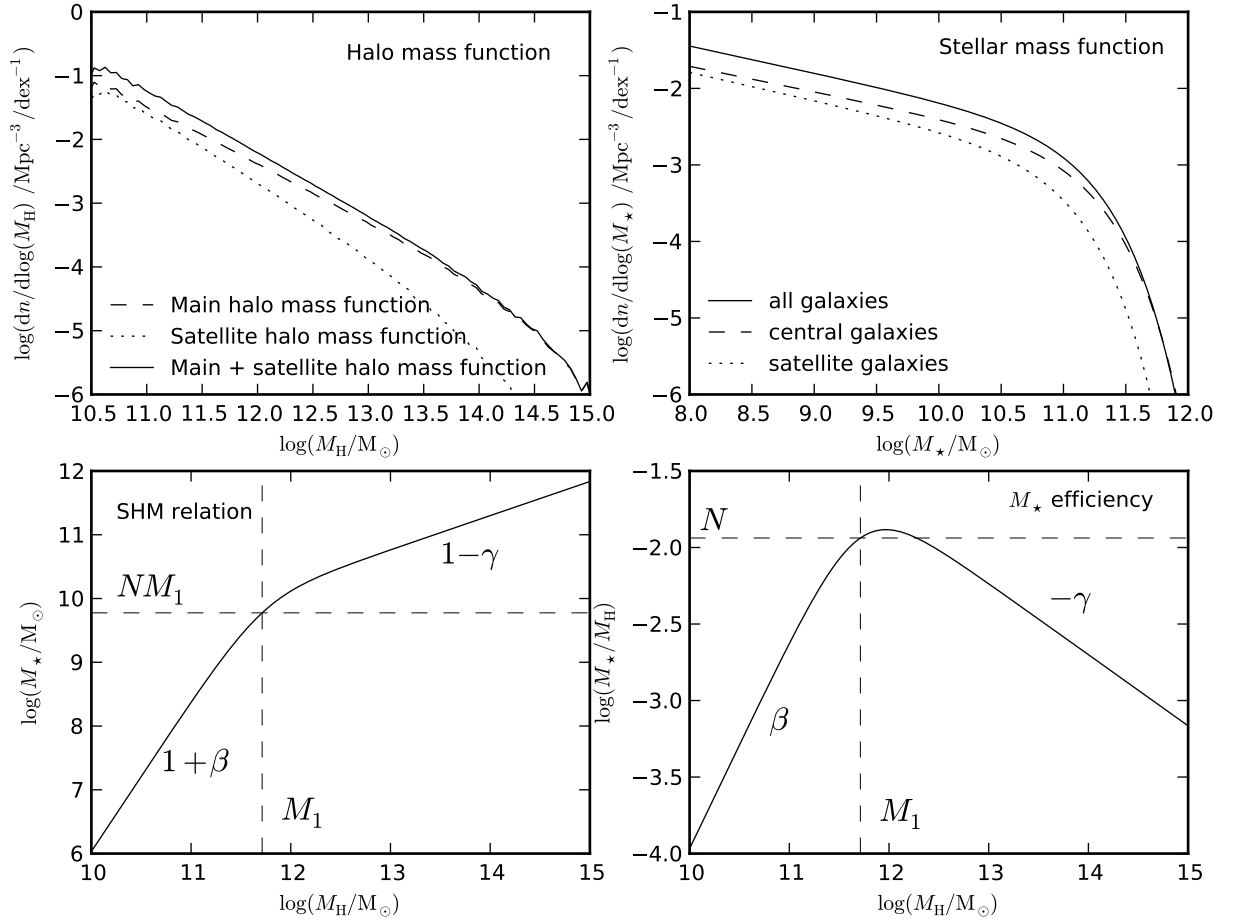 Halo mass function
0
−1
−2
−3
−4
−5
−6
log(dn/dlog(M_H) /Mpc^−3 /dex^−1)
Main halo mass function
Satellite halo mass function
Main + satellite halo mass function
10.5 11.0 11.5 12.0 12.5 13.0 13.5 14.0 14.5 15.0
log(M_H/M_⊙)
Stellar mass function
−1
−2
−3
−4
−5
−6
log(dn/dlog(M_⋆) /Mpc^−3 /dex^−1)
all galaxies
central galaxies
satellite galaxies
8.0 8.5 9.0 9.5 10.0 10.5 11.0 11.5 12.0
log(M_⋆/M_⊙)
SHM relation
12
11
10
9
8
7
6
log(M_⋆/M_⊙)
1−γ
NM_1
1+β
M_1
10 11 12 13 14 15
log(M_H/M_⊙)
M_⋆ efficiency
−1.5
−2.0
−2.5
−3.0
−3.5
−4.0
log(M_⋆/M_H)
N
−γ
β
M_1
10 11 12 13 14 15
log(M_H/M_⊙)